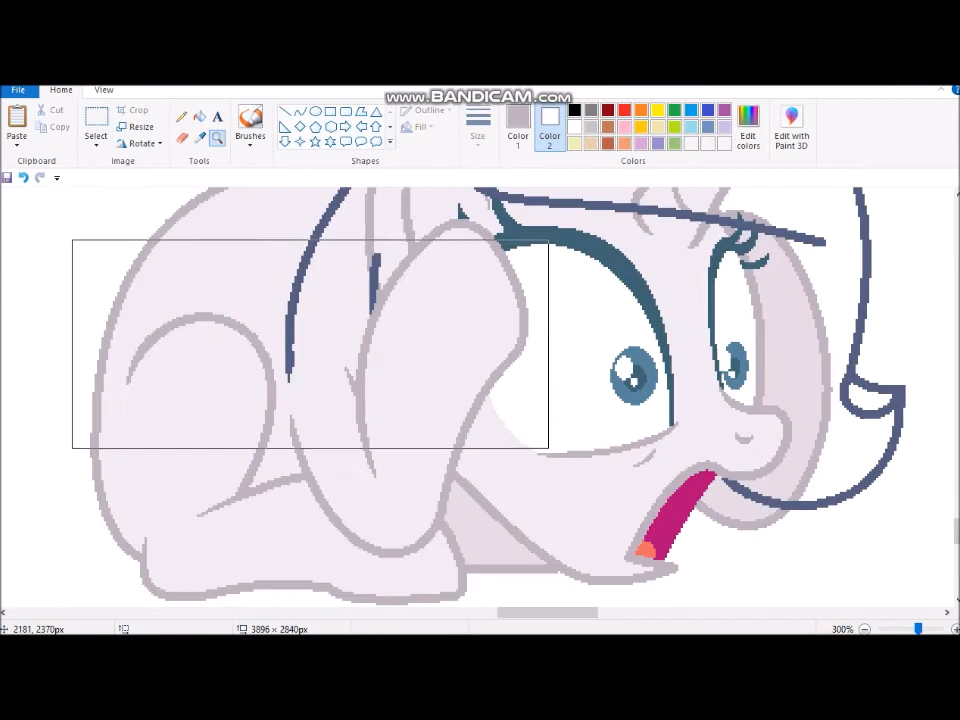 www.BANDICAM.com
File Home View
Paste
Cut
Copy
Clipboard
Select
Crop
Resize
Rotate
Image
A
Tools
Brushes
Outline
Fill
Shapes
Size
Color 1
Color 2
Edit colors
Edit with Paint 3D
Colors
2181, 2370px
3896 × 2840px
300%